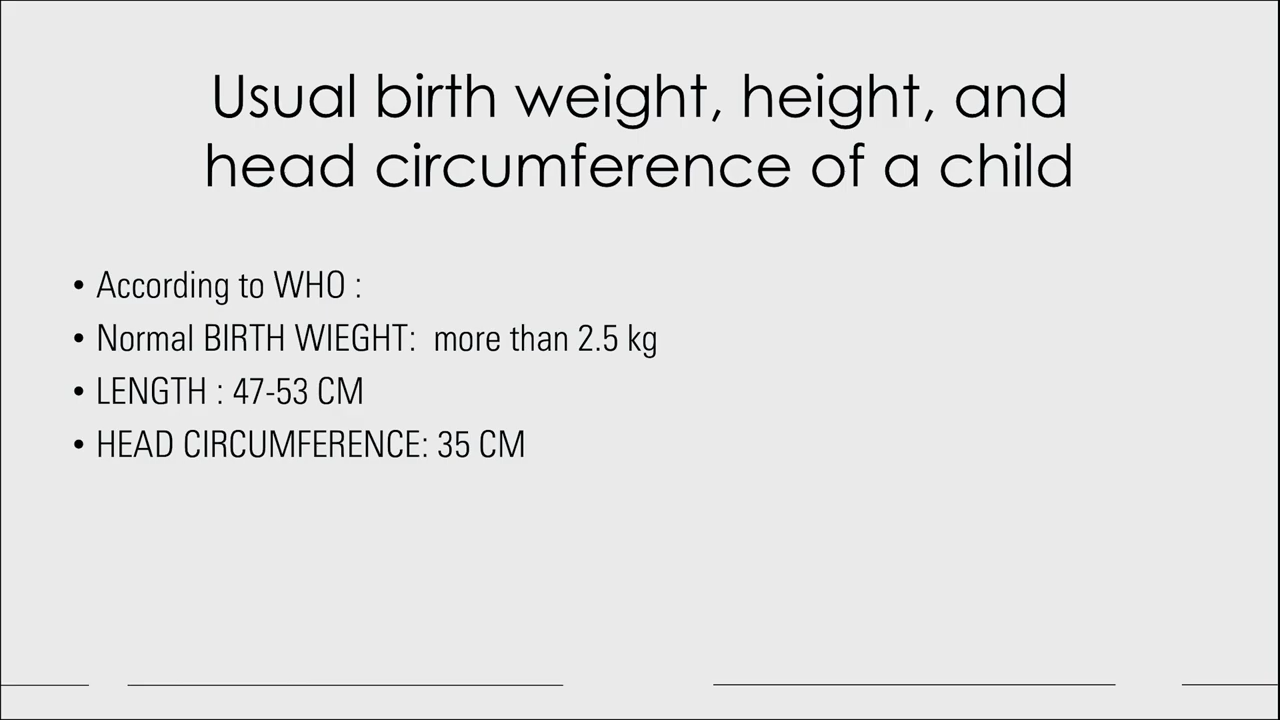 Usual birth weight, height, and
head circumference of a child
• According to WHO :
• Normal BIRTH WIEGHT:  more than 2.5 kg
• LENGTH : 47-53 CM
• HEAD CIRCUMFERENCE: 35 CM